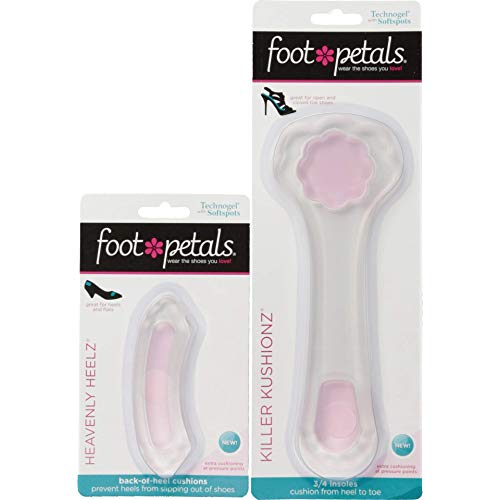 Technogel®
with Softspots
foot petals®
wear the shoes you love!
great for heels
and flats
HEAVENLY HEELZ®
NEW!
extra cushioning
at pressure points
back-of-heel cushions
prevent heels from slipping out of shoes
Technogel®
with Softspots
foot petals®
wear the shoes you love!
great for open and
closed toe shoes
KILLER KUSHIONZ®
NEW!
extra cushioning
at pressure points
3/4 insoles
cushion from heel to toe